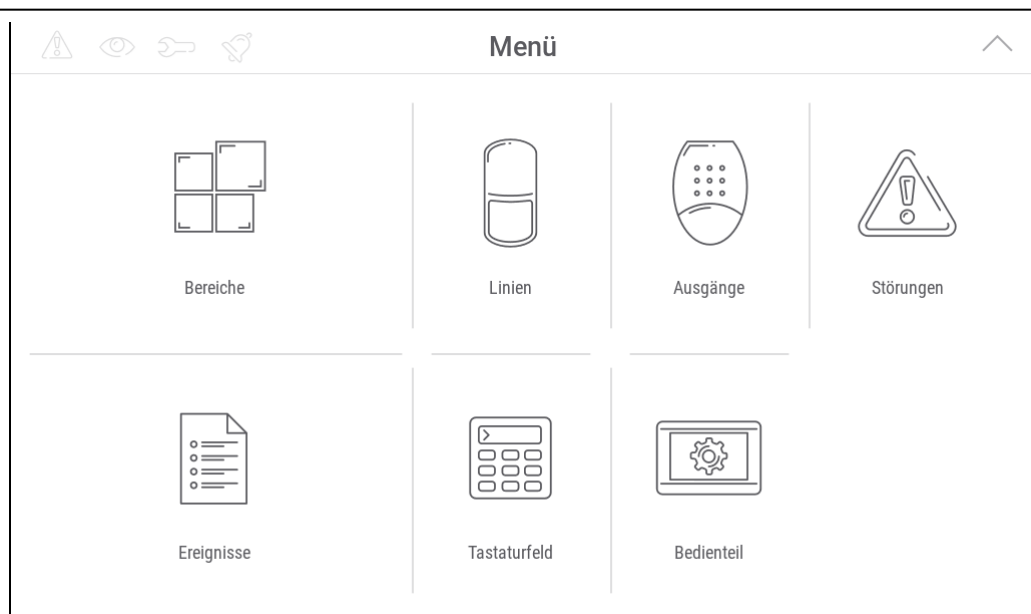 Menü
Bereiche
Linien
Ausgänge
Störungen
Ereignisse
Tastaturfeld
Bedienteil